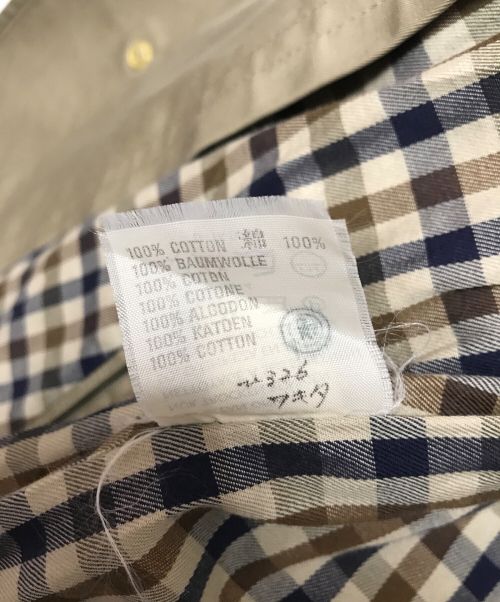 100% COTTON 綿 100%
100% BAUMWOLLE
100% COTON
100% COTONE
100% ALGODON
100% KATOEN
100% COTTON